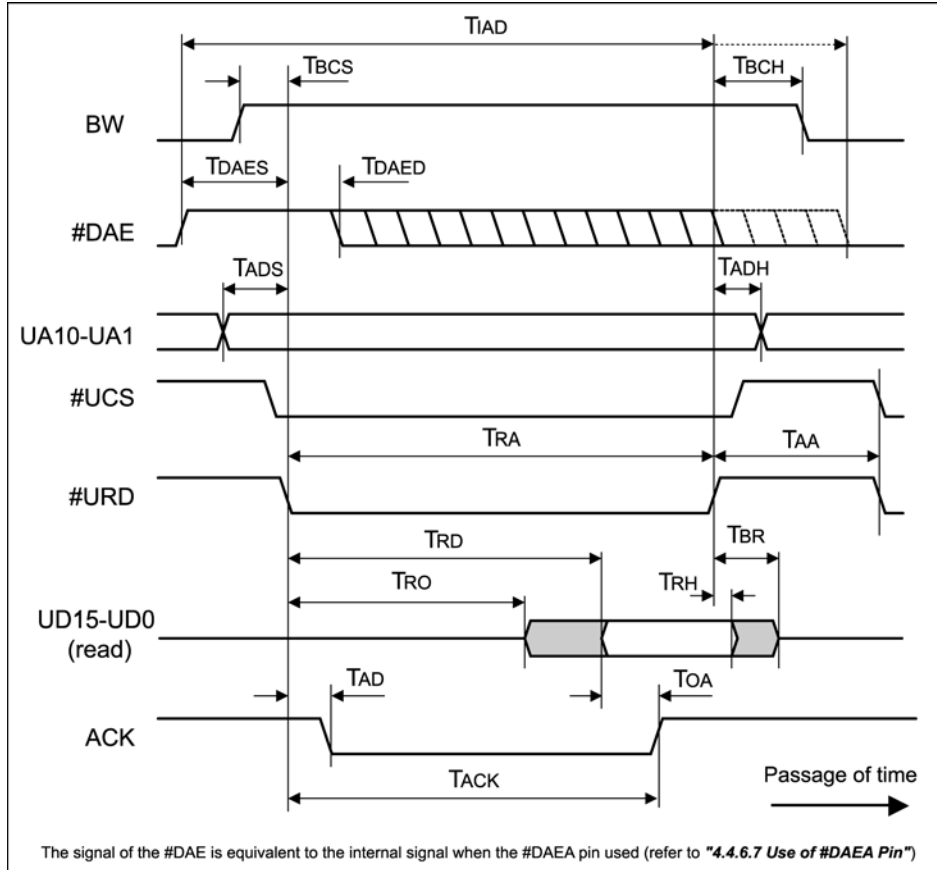 TIAD
TBCS TBCH
BW
TDAES TDAED
#DAE
TADS TADH
UA10-UA1
#UCS
TRA TAA
#URD
TRD TBR
TRO TRH
UD15-UD0
(read)
TAD TOA
ACK
TACK Passage of time
The signal of the #DAE is equivalent to the internal signal when the #DAEA pin used (refer to "4.4.6.7 Use of #DAEA Pin")